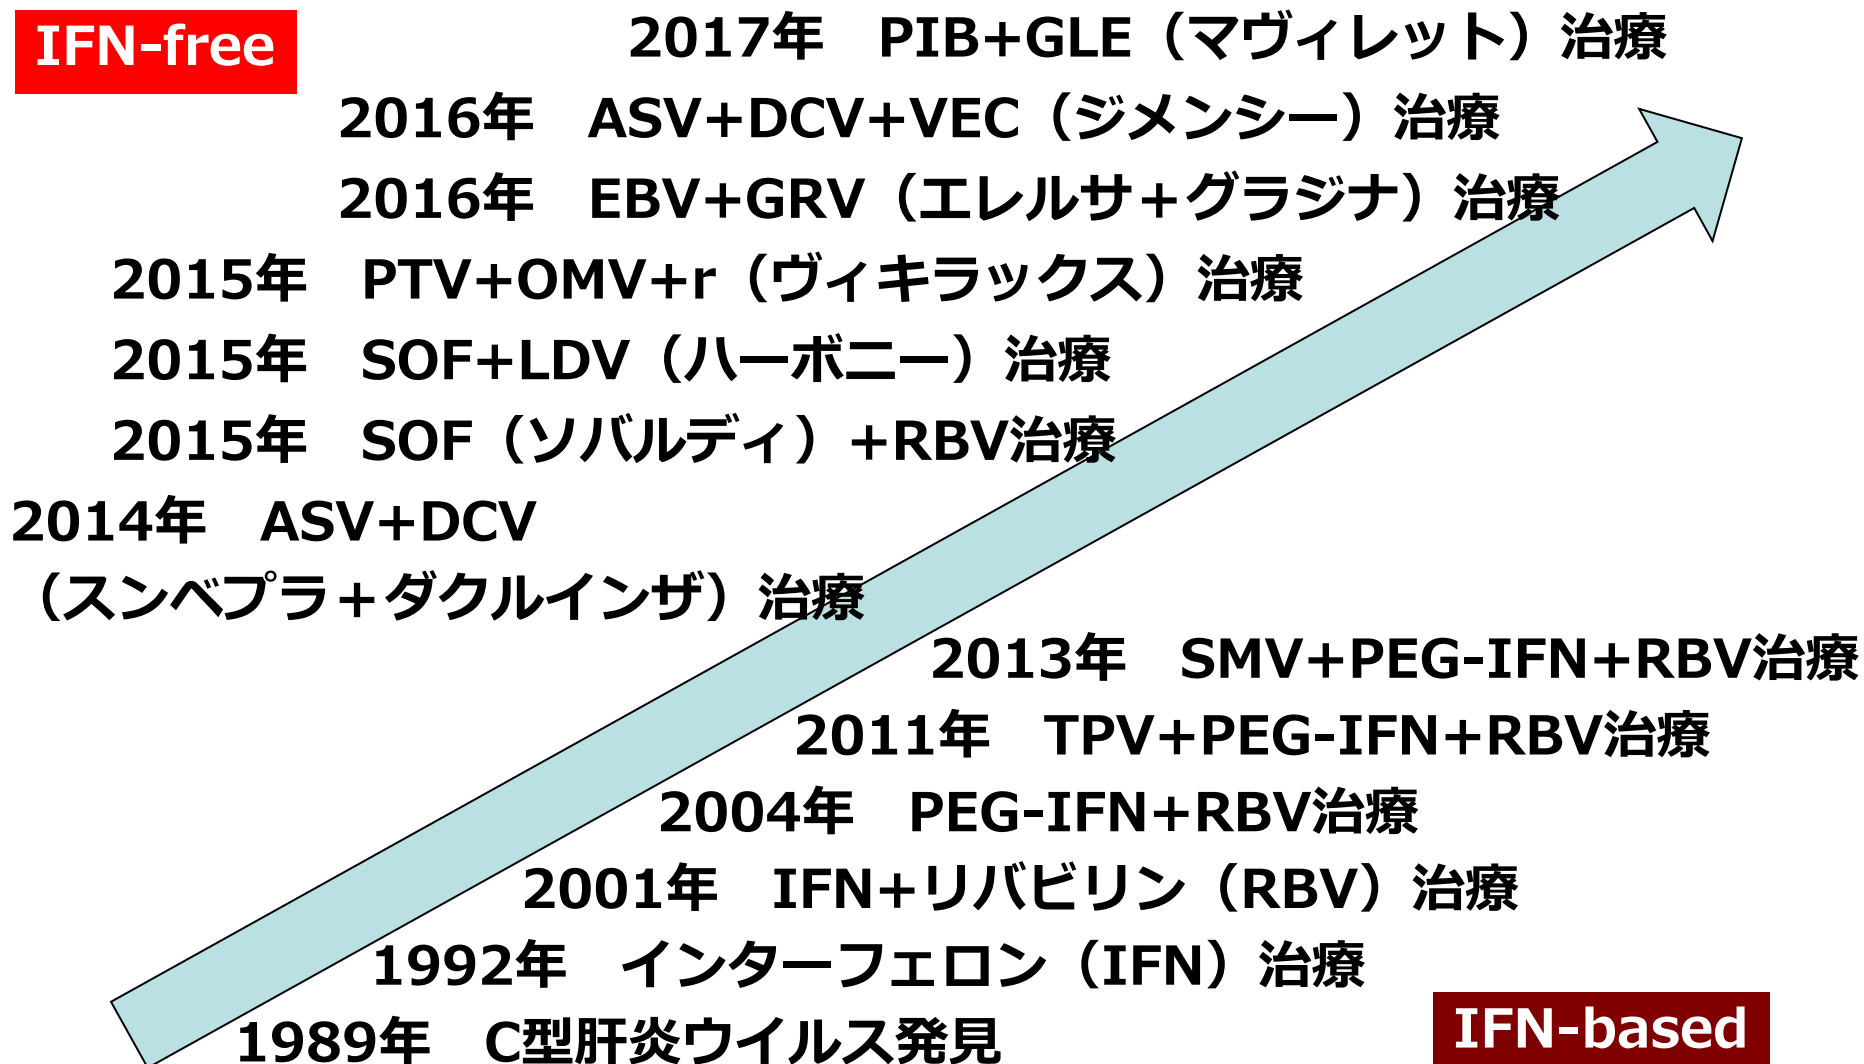 IFN-free
2017年　PIB+GLE（マヴィレット）治療
2016年　ASV+DCV+VEC（ジメンシー）治療
2016年　EBV+GRV（エレルサ＋グラジナ）治療
2015年　PTV+OMV+r（ヴィキラックス）治療
2015年　SOF+LDV（ハーボニー）治療
2015年　SOF（ソバルディ）+RBV治療
2014年　ASV+DCV
（スンベプラ＋ダクルインザ）治療
2013年　SMV+PEG-IFN+RBV治療
2011年　TPV+PEG-IFN+RBV治療
2004年　PEG-IFN+RBV治療
2001年　IFN+リバビリン（RBV）治療
1992年　インターフェロン（IFN）治療
1989年　C型肝炎ウイルス発見
IFN-based